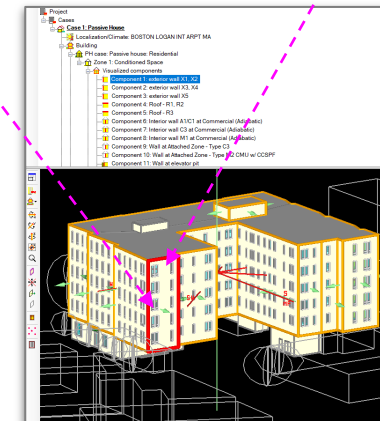 Project
Cases
Case 1: Passive House
Localization/Climate: BOSTON LOGAN INT ARPT MA
Building
PH case: Passive house: Residential
Zone 1: Conditioned Space
Visualized components
Component 1: exterior wall X1, X2
Component 2: exterior wall X3, X4
Component 3: exterior wall X5
Component 4: Roof - R1, R2
Component 5: Roof - R3
Component 6: Interior wall A1/C1 at Commercial (Adiabatic)
Component 7: Interior wall C3 at Commercial (Adiabatic)
Component 8: Interior wall M1 at Commercial (Adiabatic)
Component 9: Wall at Attached Zone - Type C3
Component 10: Wall at Attached Zone - Type 2 CMU w/ CCSPF
Component 11: Wall at elevator pit